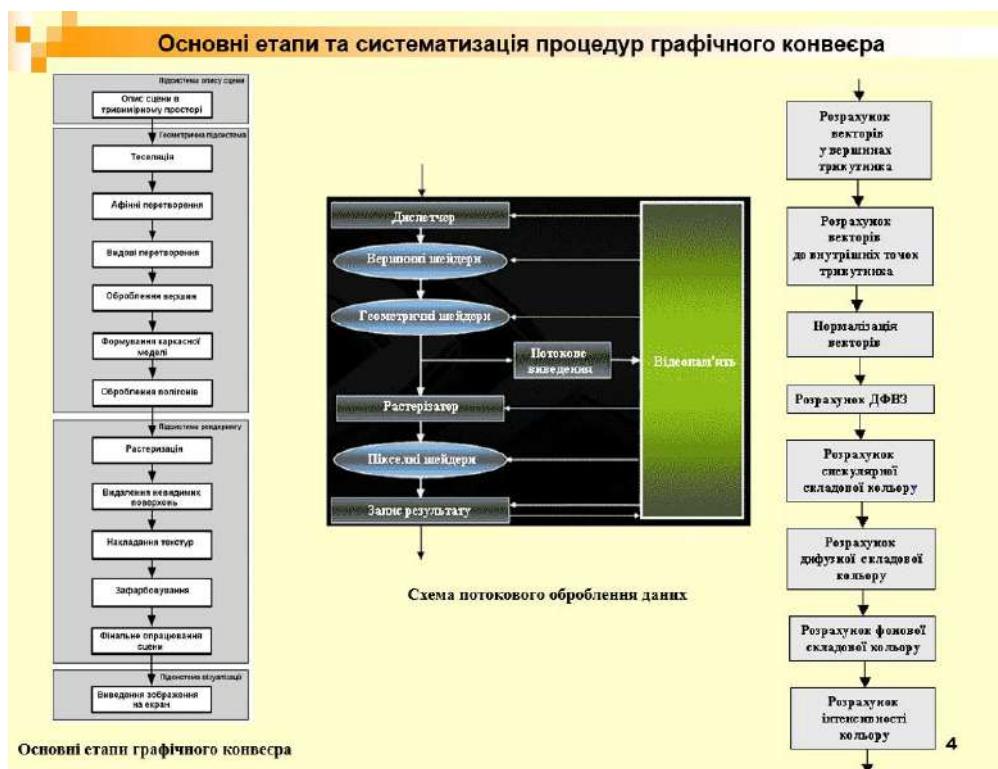 Основні етапи та систематизація процедур графічного конвеєра
Підсистема опису сцени
Опис сцени в
тривимірному просторі
Геометрична підсистема
Теселяція
Афінні перетворення
Видові перетворення
Оброблення вершин
Формування каркасної
моделі
Оброблення полігонів
Підсистема рендерингу
Растеризація
Видалення невидимих
поверхонь
Накладання текстур
Зафарбовування
Фінальне опрацювання
сцени
Підсистема візуалізації
Виведення зображення
на екран
Основні етапи графічного конвеєра
Диспетчер
Вершинні шейдери
Геометричні шейдери
Потокове
виведення
Відеопам'ять
Растерізатор
Піксельні шейдери
Запис результату
Схема потокового оброблення даних
Розрахунок
векторів
у вершинах
трикутника
Розрахунок
векторів
до внутрішніх точок
трикутника
Нормалізація
векторів
Розрахунок ДФВЗ
Розрахунок
спекулярної
складової кольору
Розрахунок
дифузної складової
кольору
Розрахунок фонової
складової кольору
Розрахунок
інтенсивності
кольору
4